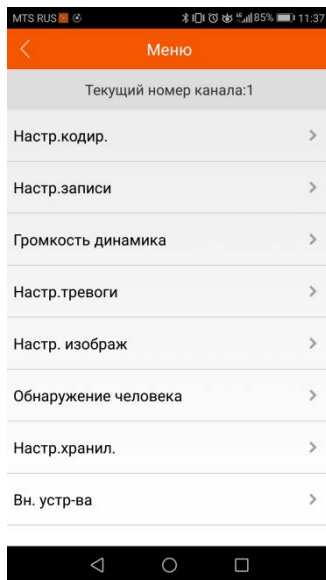 MTS RUS 85% 11:37
Меню
Текущий номер канала:1
Настр.кодир.
Настр.записи
Громкость динамика
Настр.тревоги
Настр. изображ
Обнаружение человека
Настр.хранил.
Вн. устр-ва